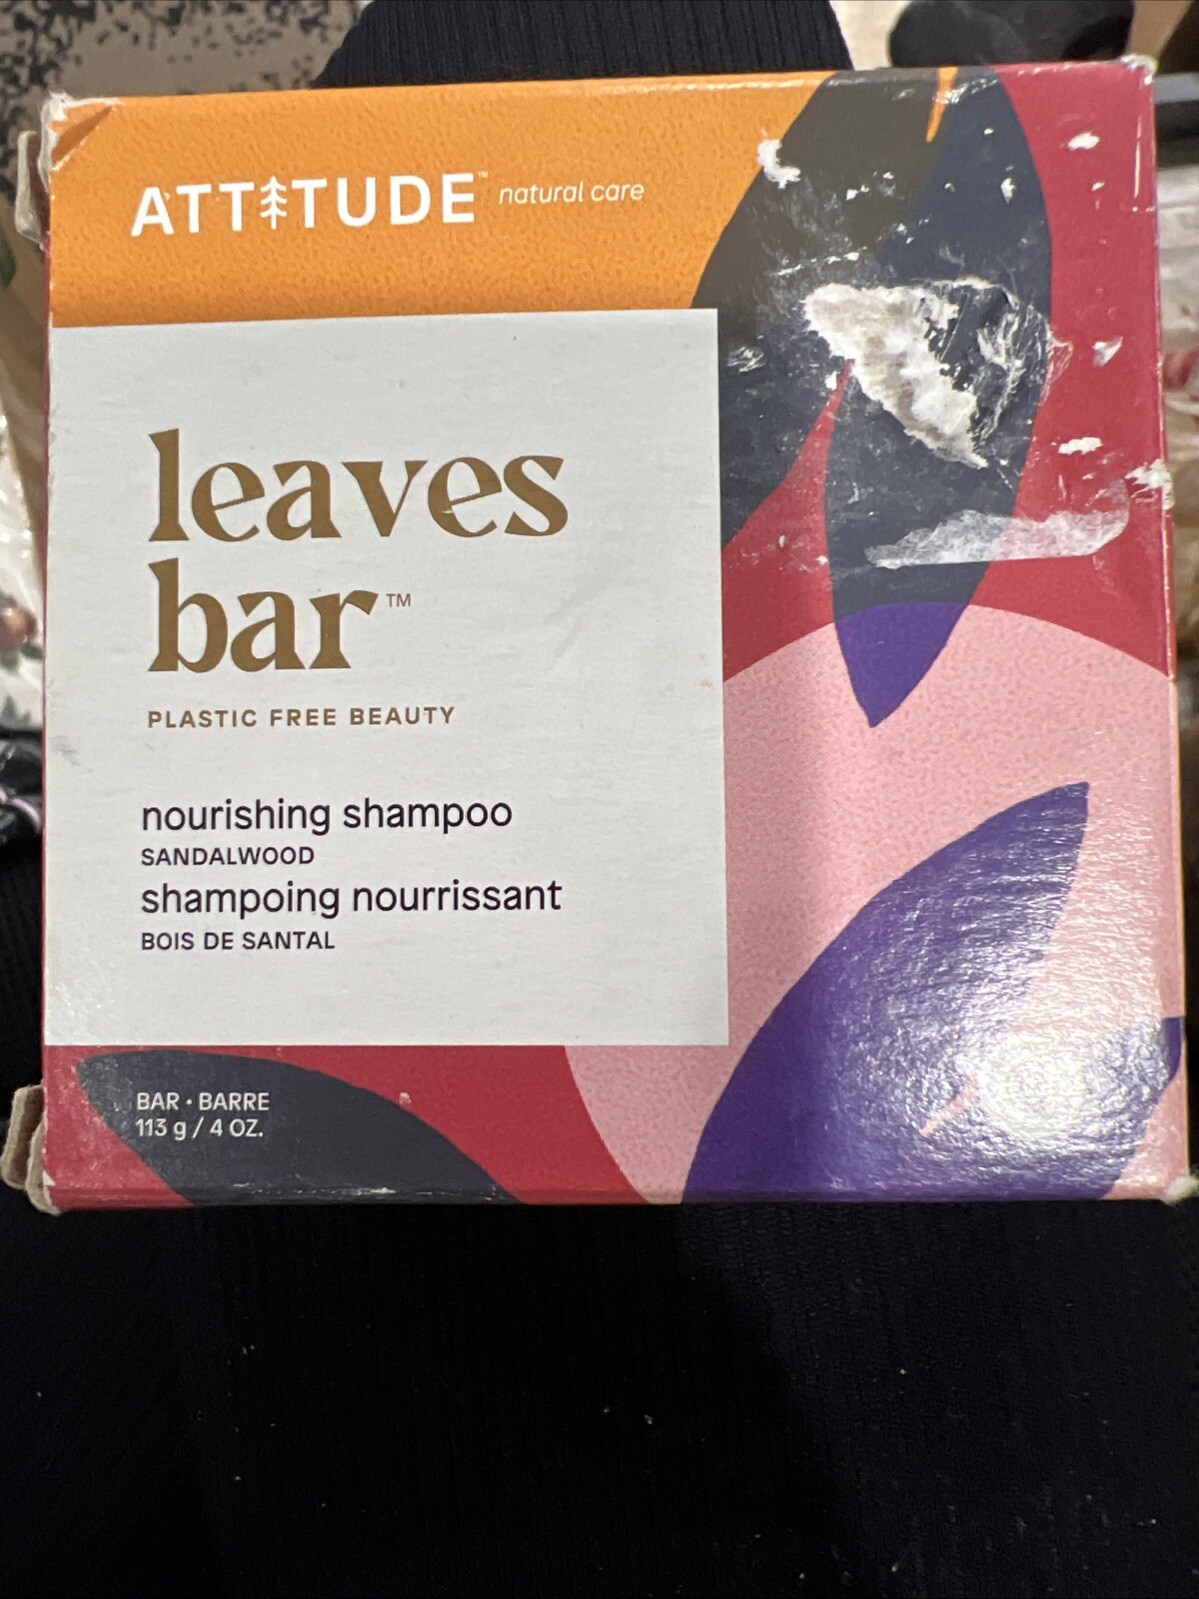 ATTITUDE™ natural care
leaves
bar™
PLASTIC FREE BEAUTY
nourishing shampoo
SANDALWOOD
shampoing nourrissant
BOIS DE SANTAL
BAR • BARRE
113 g / 4 OZ.